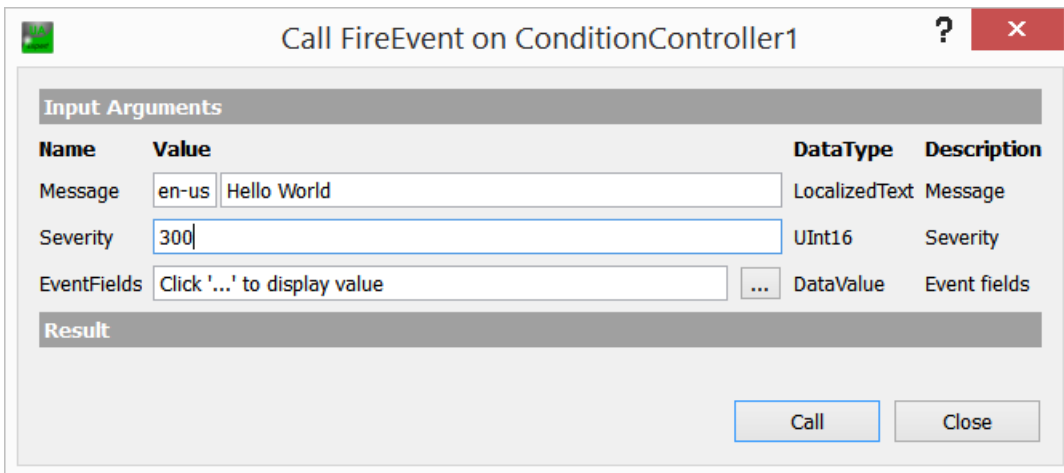 Call FireEvent on ConditionController1
?
x
Input Arguments
Name Value DataType Description
Message en-us Hello World LocalizedText Message
Severity 300 UInt16 Severity
EventFields Click '...' to display value ... DataValue Event fields
Result
Call Close